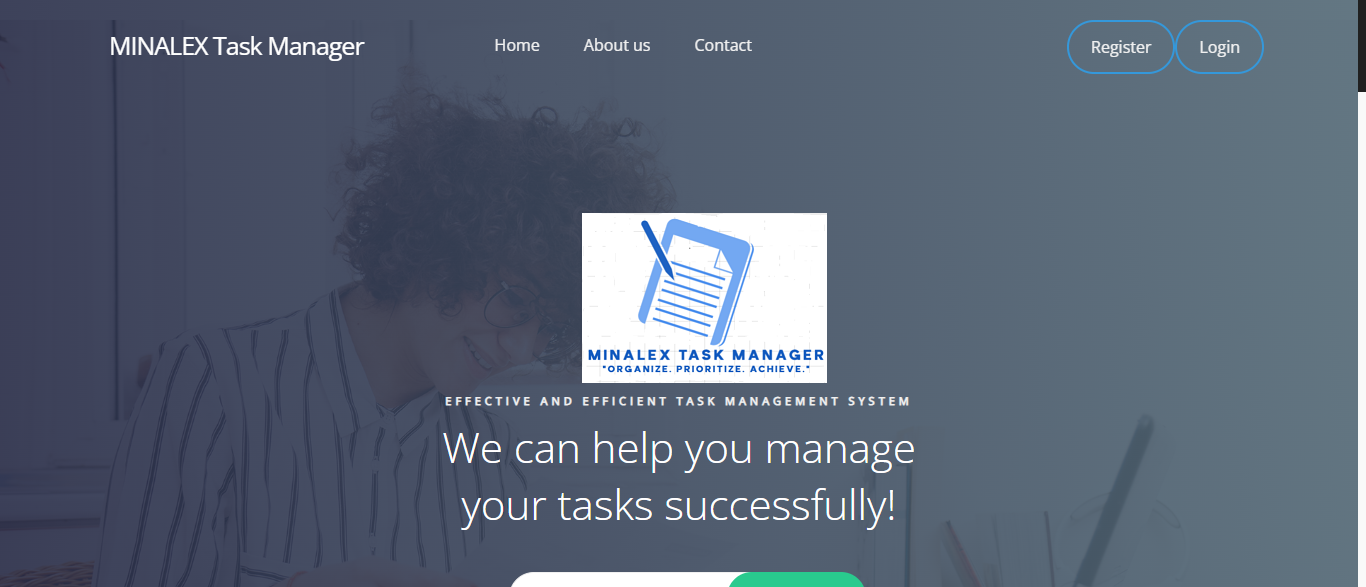 MINALEX Task Manager
Home
About us
Contact
Register
Login
MINALEX TASK MANAGER
"ORGANIZE. PRIORITIZE. ACHIEVE."
EFFECTIVE AND EFFICIENT TASK MANAGEMENT SYSTEM
We can help you manage
your tasks successfully!